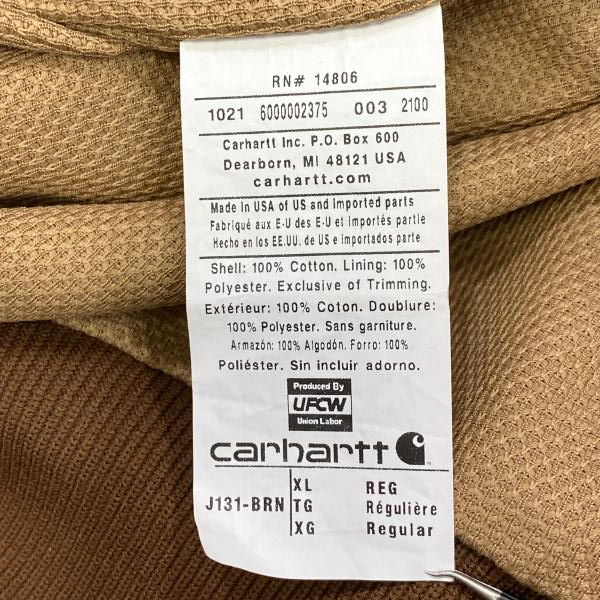 RN# 14806
1021 6000002375 003 2100
Carhartt Inc. P.O. Box 600
Dearborn, MI 48121 USA
carhartt.com
Made in USA of US and Imported parts
Fabriqué aux E-U des E-U et importés partie
Hecho en los EE.UU. de US e importados parte
Shell: 100% Cotton. Lining: 100%
Polyester. Exclusive of Trimming.
Extérieur: 100% Coton. Doublure:
100% Polyester. Sans garniture.
Armazón: 100% Algodón. Forro: 100%
Poliéster. Sin incluir adorno.
Produced By
UFCW
Union Labor
carhartt
J131-BRN
XL REG
TG Régulière
XG Regular